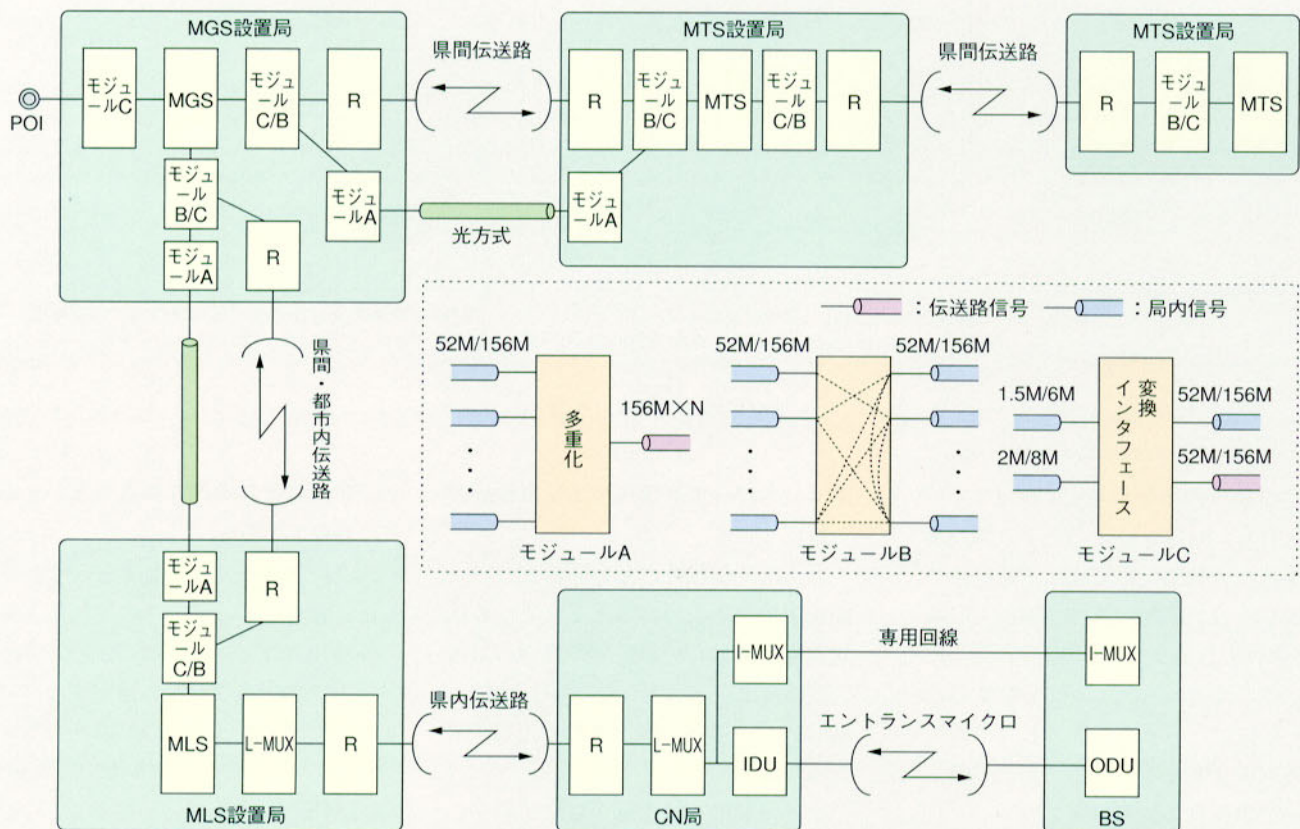 MGS設置局
モジュールC
MGS
モジュールC/B
R
POI
モジュールB/C
モジュールA
R
モジュールA
県間伝送路
光方式
MTS設置局
R
モジュールB/C
MTS
モジュールC/B
R
モジュールA
県間伝送路
MTS設置局
R
モジュールB/C
MTS
県間・都市内伝送路
:伝送路信号
:局内信号
52M/156M
多重化
156M×N
モジュールA
52M/156M
52M/156M
モジュールB
1.5M/6M
2M/8M
変換
インタフェース
52M/156M
52M/156M
モジュールC
モジュールA
R
モジュールC/B
MLS
L-MUX
R
MLS設置局
県内伝送路
R
L-MUX
I-MUX
IDU
CN局
専用回線
エントランスマイクロ
I-MUX
ODU
BS